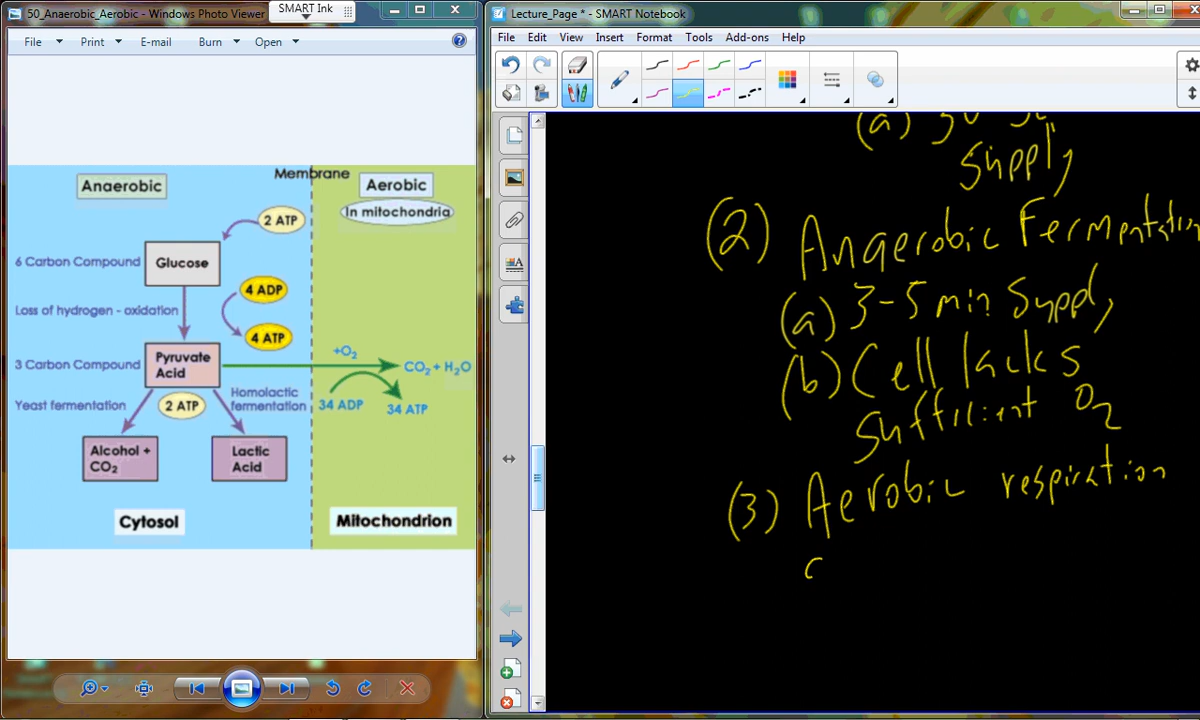 50_Anaerobic_Aerobic - Windows Photo Viewer
SMART Ink
File Print E-mail Burn Open
Anaerobic
Membrane
Aerobic
In mitochondria
2 ATP
6 Carbon Compound
Glucose
4 ADP
Loss of hydrogen - oxidation
4 ATP
3 Carbon Compound
Pyruvate
Acid
+O₂
CO₂ + H₂O
Yeast fermentation
2 ATP
Homolactic
fermentation
34 ADP
34 ATP
Alcohol +
CO₂
Lactic
Acid
Cytosol
Mitochondrion
Lecture_Page * - SMART Notebook
File Edit View Insert Format Tools Add-ons Help
(a)
Supply
(2) Anaerobic Fermentation
(a) 3-5 min Supply
(b) Cell lacks
Sufficient O₂
(3) Aerobic respiration